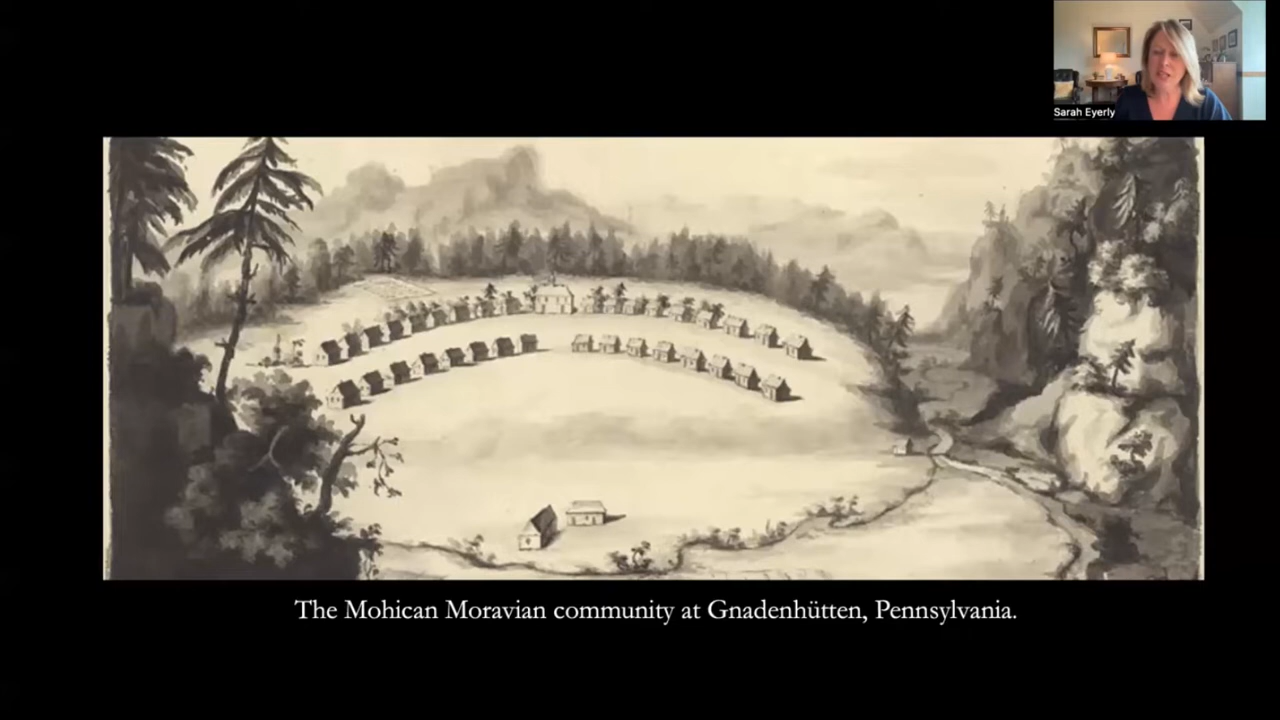 Sarah Eyerly
The Mohican Moravian community at Gnadenhütten, Pennsylvania.